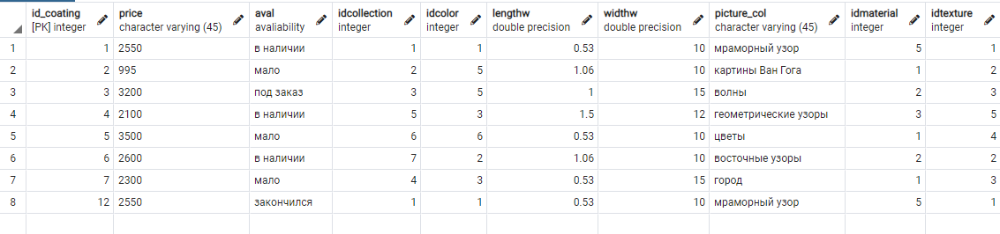 id_coating price aval idcollection idcolor lengthw widthw picture_col idmaterial idtexture
[PK] integer character varying (45) avaliability integer integer double precision double precision character varying (45) integer integer
1 1 2550 в наличии 1 1 0.53 10 мраморный узор 5 1
2 2 995 мало 2 5 1.06 10 картины Ван Гога 1 2
3 3 3200 под заказ 3 5 1 15 волны 2 3
4 4 2100 в наличии 5 3 1.5 12 геометрические узоры 3 5
5 5 3500 мало 6 6 0.53 10 цветы 1 4
6 6 2600 в наличии 7 2 1.06 10 восточные узоры 2 2
7 7 2300 мало 4 3 0.53 15 город 1 3
8 12 2550 закончился 1 1 0.53 10 мраморный узор 5 1